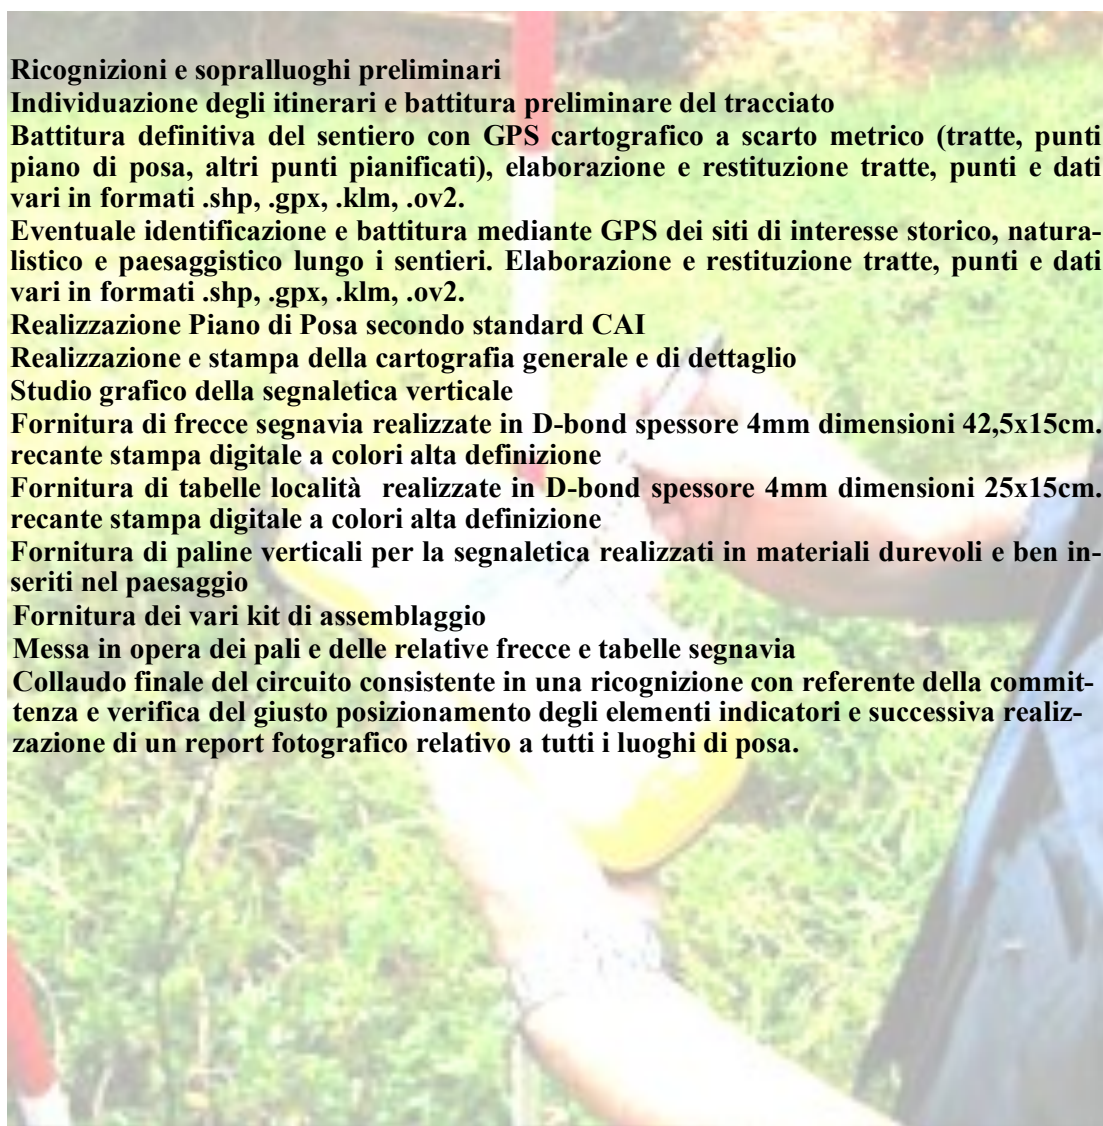 Ricognizioni e sopralluoghi preliminari
Individuazione degli itinerari e battitura preliminare del tracciato
Battitura definitiva del sentiero con GPS cartografico a scarto metrico (tratte, punti
piano di posa, altri punti pianificati), elaborazione e restituzione tratte, punti e dati
vari in formati .shp, .gpx, .klm, .ov2.
Eventuale identificazione e battitura mediante GPS dei siti di interesse storico, natura-
listico e paesaggistico lungo i sentieri. Elaborazione e restituzione tratte, punti e dati
vari in formati .shp, .gpx, .klm, .ov2.
Realizzazione Piano di Posa secondo standard CAI
Realizzazione e stampa della cartografia generale e di dettaglio
Studio grafico della segnaletica verticale
Fornitura di frecce segnavia realizzate in D-bond spessore 4mm dimensioni 42,5x15cm.
recante stampa digitale a colori alta definizione
Fornitura di tabelle località  realizzate in D-bond spessore 4mm dimensioni 25x15cm.
recante stampa digitale a colori alta definizione
Fornitura di paline verticali per la segnaletica realizzati in materiali durevoli e ben in-
seriti nel paesaggio
Fornitura dei vari kit di assemblaggio
Messa in opera dei pali e delle relative frecce e tabelle segnavia
Collaudo finale del circuito consistente in una ricognizione con referente della commit-
tenza e verifica del giusto posizionamento degli elementi indicatori e successiva realiz-
zazione di un report fotografico relativo a tutti i luoghi di posa.